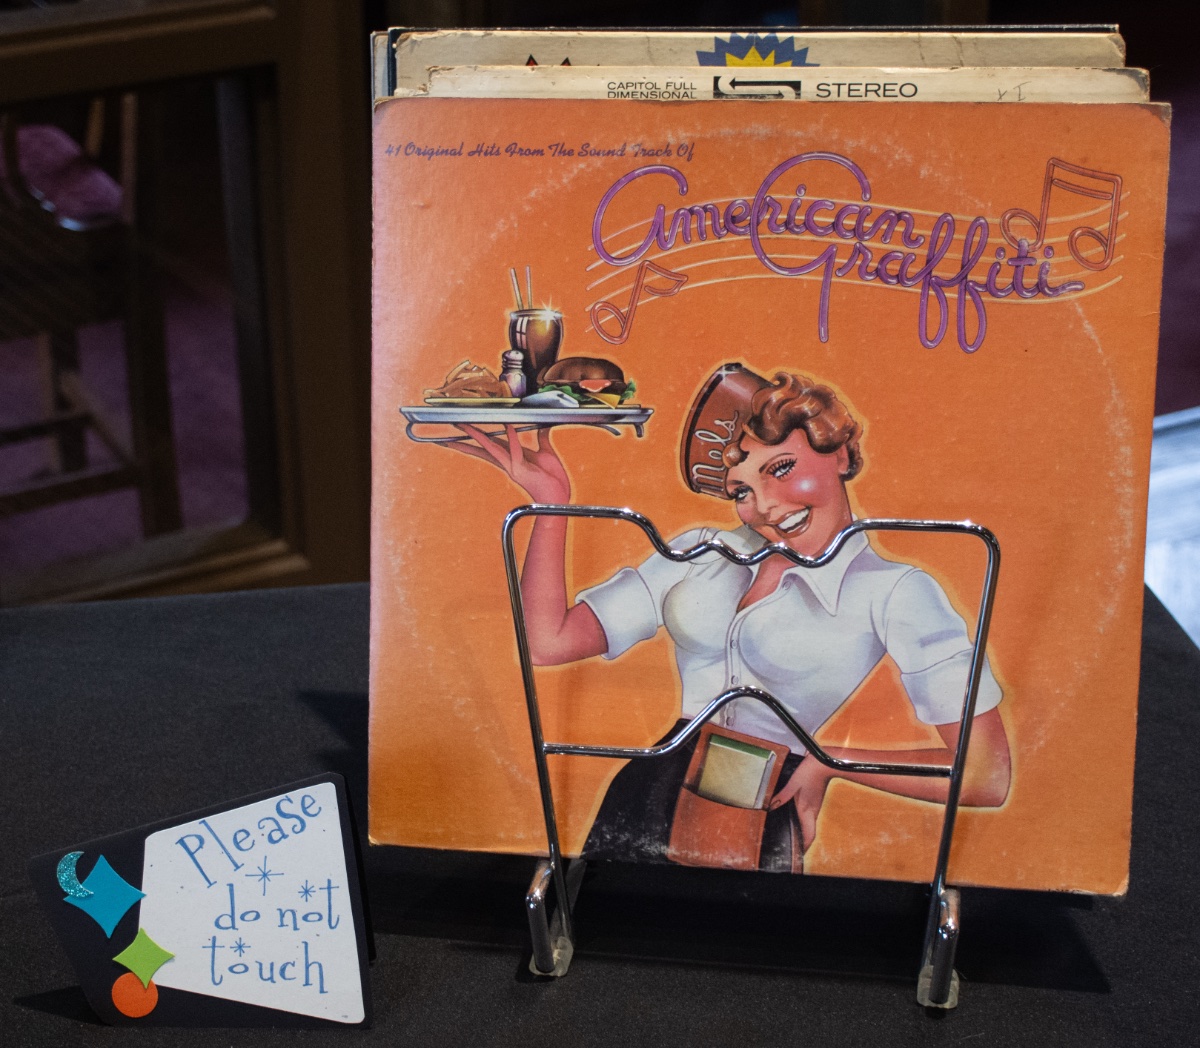 CAPITOL FULL
DIMENSIONAL
STEREO
41 Original Hits From The Sound Track Of
American
Graffiti
Mels
Please
do not
touch